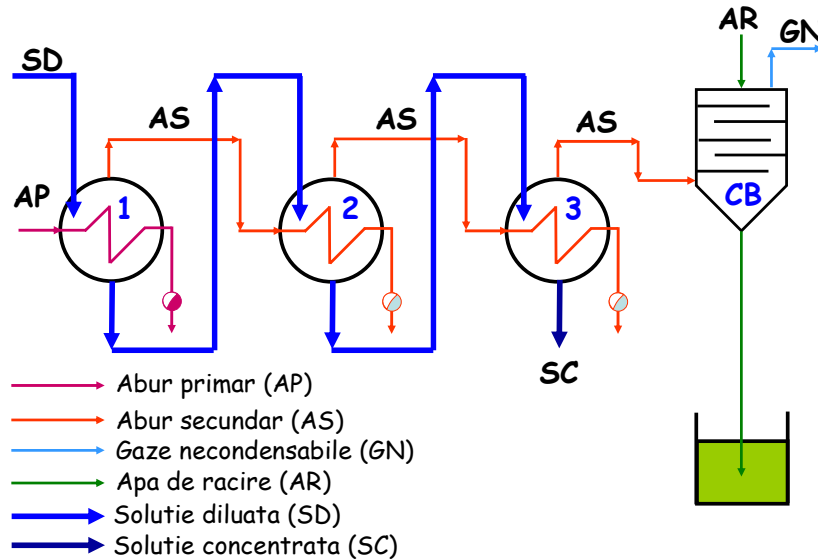 AR
GN
SD
AS
AS
AS
AP
1
2
3
CB
SC
Abur primar (AP)
Abur secundar (AS)
Gaze necondensabile (GN)
Apa de racire (AR)
Solutie diluata (SD)
Solutie concentrata (SC)